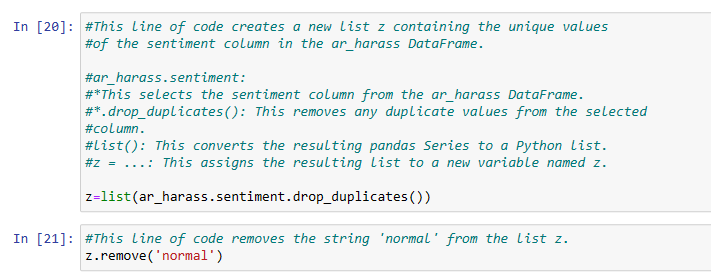 In [20]: #This line of code creates a new list z containing the unique values
#of the sentiment column in the ar_harass DataFrame.
#ar_harass.sentiment:
#*This selects the sentiment column from the ar_harass DataFrame.
#*.drop_duplicates(): This removes any duplicate values from the selected
#column.
#list(): This converts the resulting pandas Series to a Python list.
#z = ...: This assigns the resulting list to a new variable named z.
z=list(ar_harass.sentiment.drop_duplicates())
In [21]: #This line of code removes the string 'normal' from the list z.
z.remove('normal')